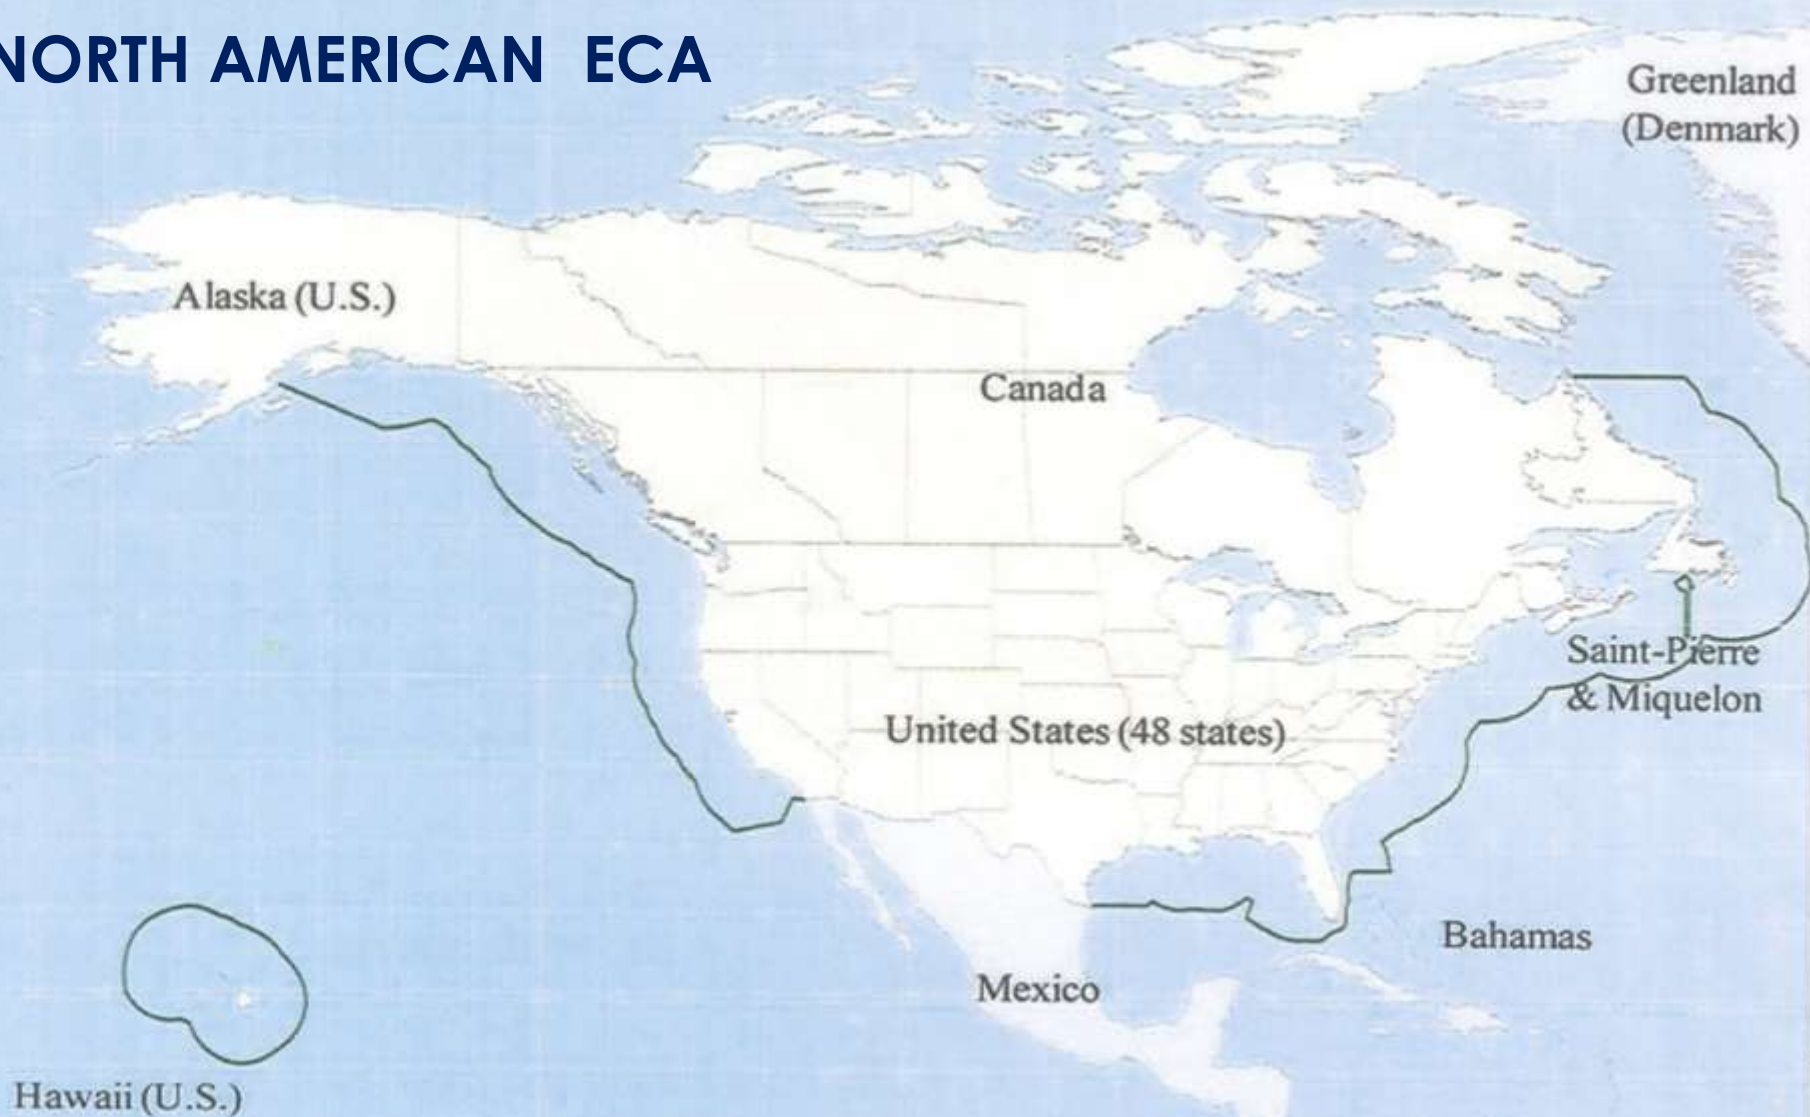 NORTH AMERICAN ECA
Greenland
(Denmark)
Alaska (U.S.)
Canada
Saint-Pierre
& Miquelon
United States (48 states)
Bahamas
Mexico
Hawaii (U.S.)